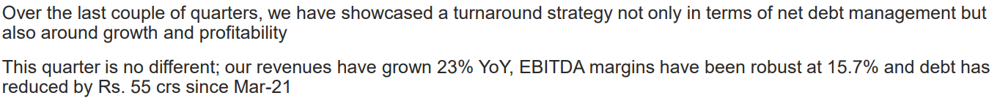 Over the last couple of quarters, we have showcased a turnaround strategy not only in terms of net debt management but
also around growth and profitability
This quarter is no different; our revenues have grown 23% YoY, EBITDA margins have been robust at 15.7% and debt has
reduced by Rs. 55 crs since Mar-21